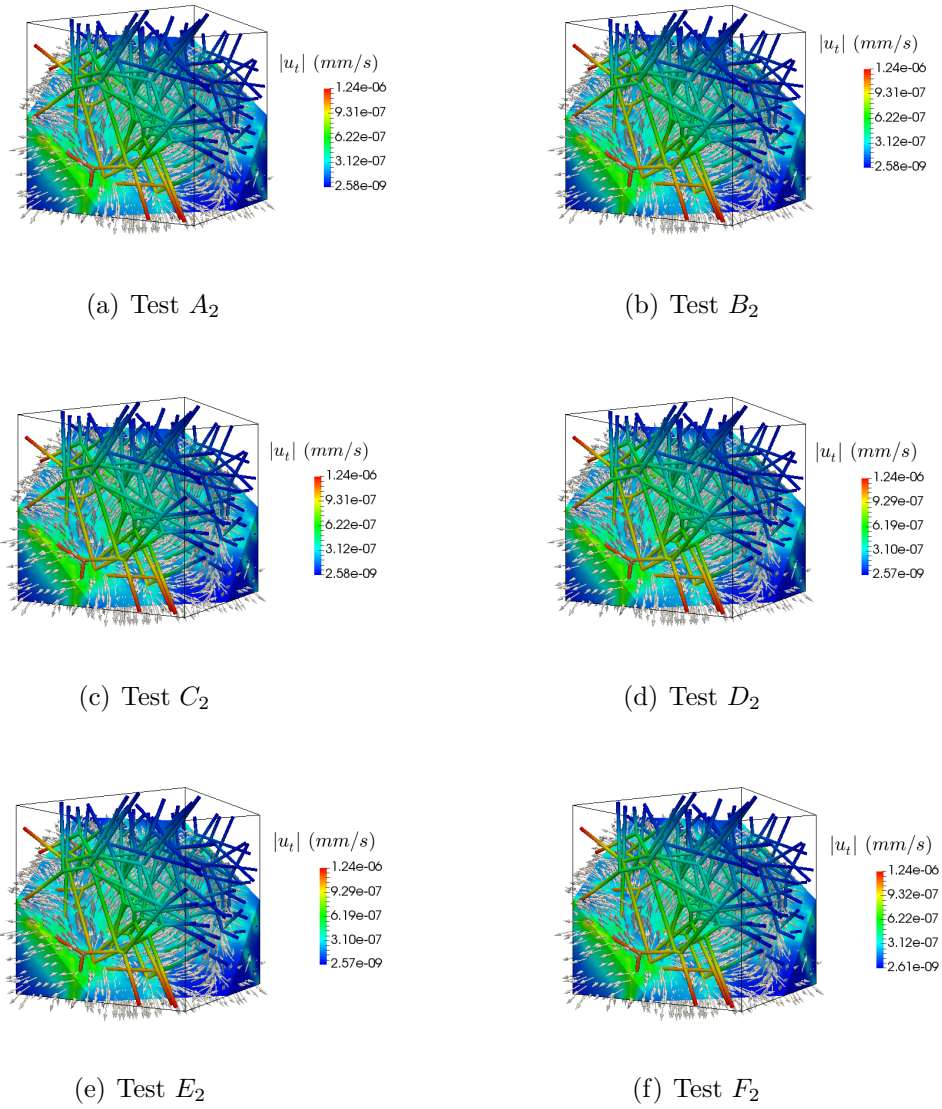 |u_t| (mm/s)
1.24e-06
9.31e-07
6.22e-07
3.12e-07
2.58e-09
(a) Test A_2
|u_t| (mm/s)
1.24e-06
9.31e-07
6.22e-07
3.12e-07
2.58e-09
(b) Test B_2
|u_t| (mm/s)
1.24e-06
9.31e-07
6.22e-07
3.12e-07
2.58e-09
(c) Test C_2
|u_t| (mm/s)
1.24e-06
9.29e-07
6.19e-07
3.10e-07
2.57e-09
(d) Test D_2
|u_t| (mm/s)
1.24e-06
9.29e-07
6.19e-07
3.10e-07
2.57e-09
(e) Test E_2
|u_t| (mm/s)
1.24e-06
9.32e-07
6.22e-07
3.12e-07
2.61e-09
(f) Test F_2